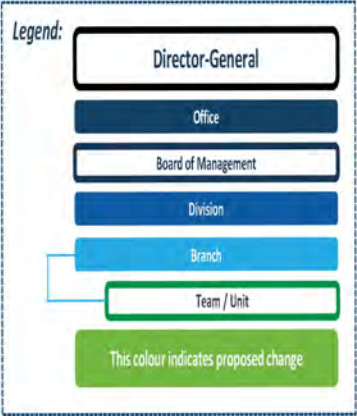 Legend:
Director-General
Office
Board of Management
Division
Branch
Team / Unit
This colour indicates proposed change